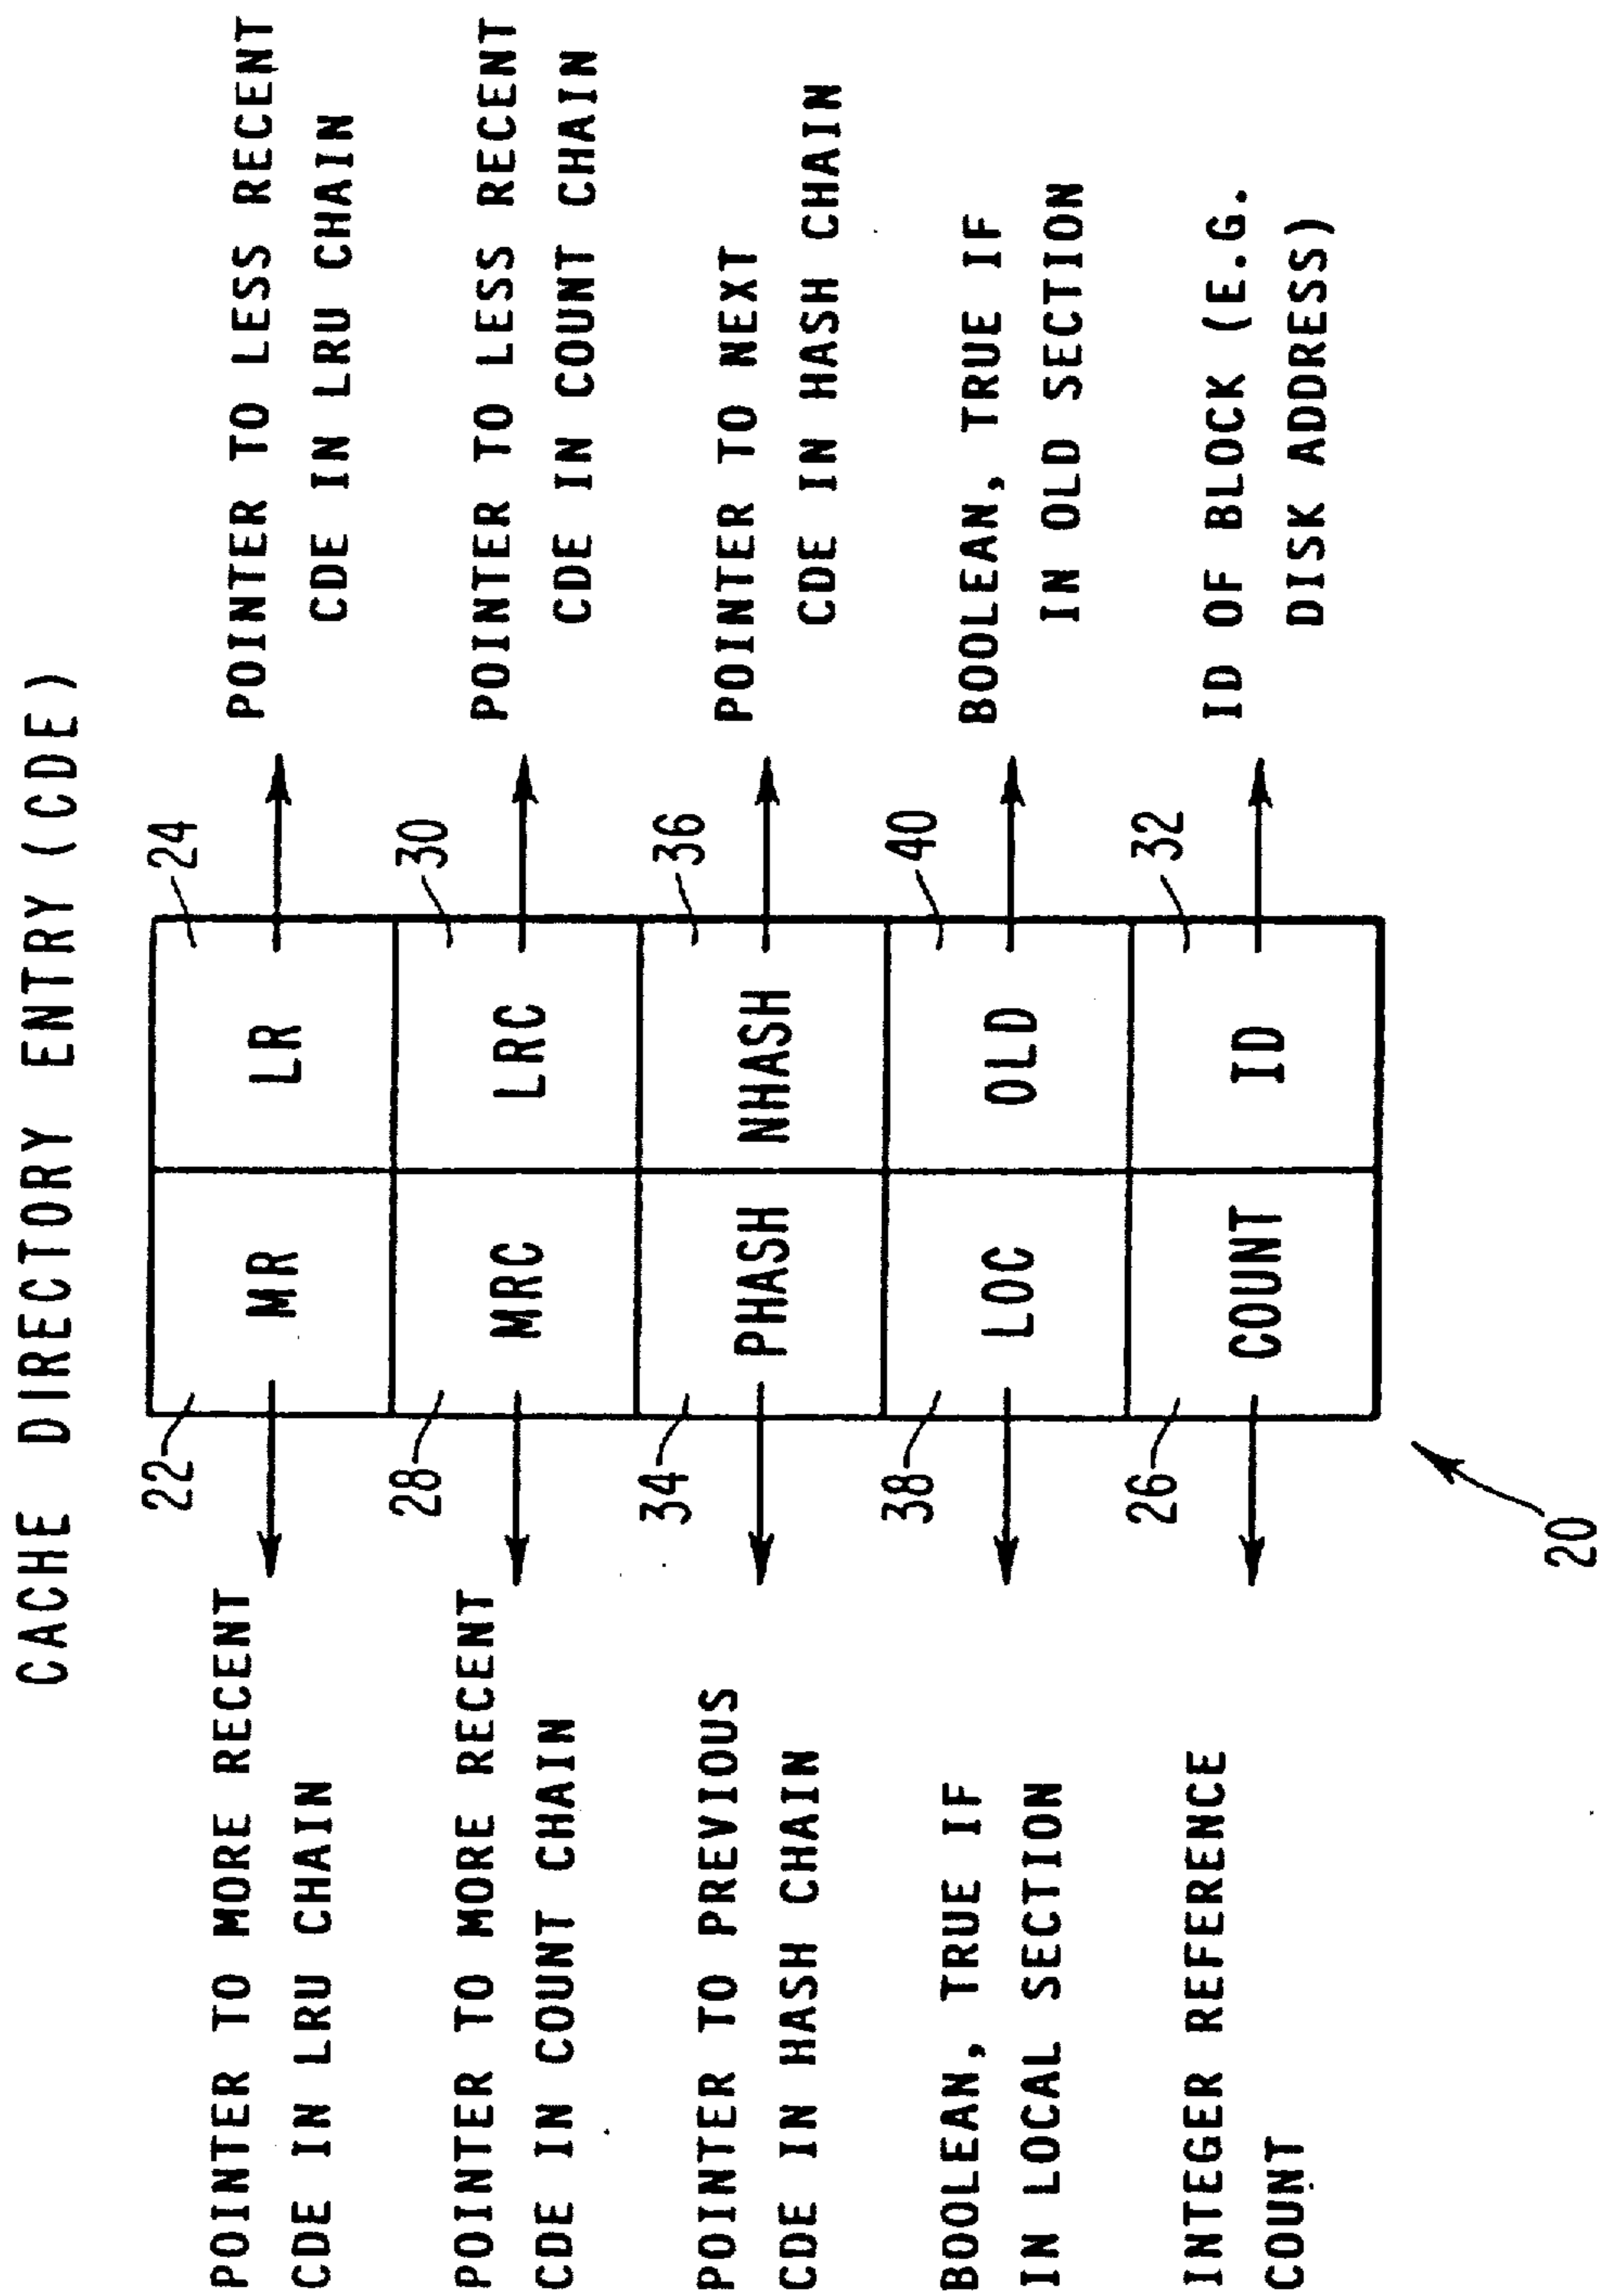 CACHE DIRECTORY ENTRY (CDE)
POINTER TO MORE RECENT
CDE IN LRU CHAIN
22
MR
LR
24
POINTER TO LESS RECENT
CDE IN LRU CHAIN
POINTER TO MORE RECENT
CDE IN COUNT CHAIN
28
MRC
LRC
30
POINTER TO LESS RECENT
CDE IN COUNT CHAIN
POINTER TO PREVIOUS
CDE IN HASH CHAIN
34
PHASH
NHASH
36
POINTER TO NEXT
CDE IN HASH CHAIN
BOOLEAN, TRUE IF
IN LOCAL SECTION
38
LOC
OLD
40
BOOLEAN, TRUE IF
IN OLD SECTION
INTEGER REFERENCE
COUNT
26
COUNT
ID
32
ID OF BLOCK (E.G.
DISK ADDRESS)
20